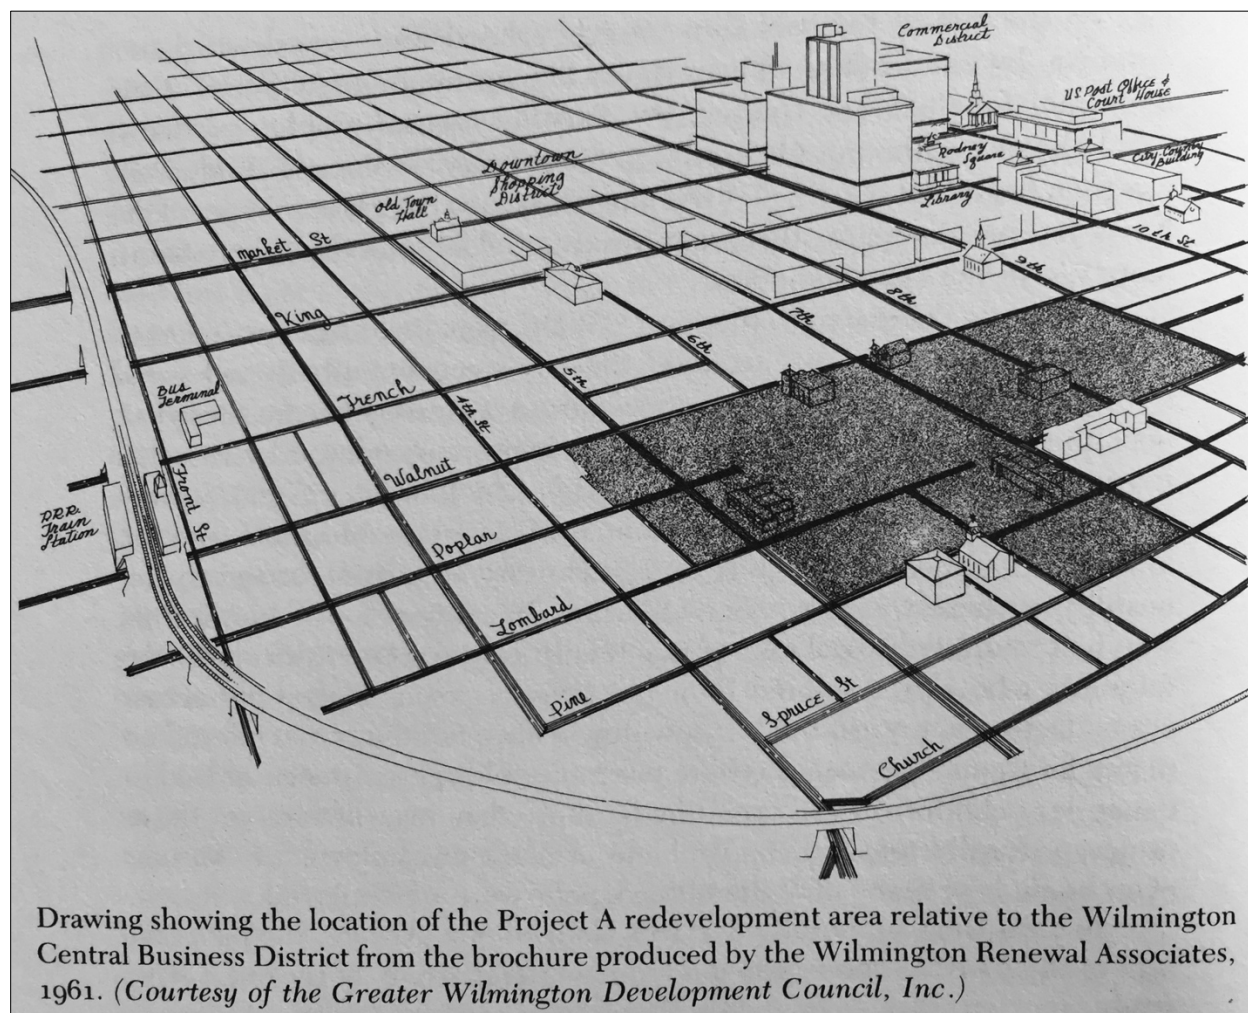 Commercial
District
U.S. Post Office &
Court House
Rodney
Square
City-County
Building
Library
Downtown
Shopping
District
Old Town
Hall
10th St
9th
8th
7th
6th
5th
4th St
Market St
King
French
Walnut
Poplar
Lombard
Pine
Spruce St
Church
Bus
Terminal
Front St
P.R.R.
Train
Station
Drawing showing the location of the Project A redevelopment area relative to the Wilmington
Central Business District from the brochure produced by the Wilmington Renewal Associates,
1961. (Courtesy of the Greater Wilmington Development Council, Inc.)